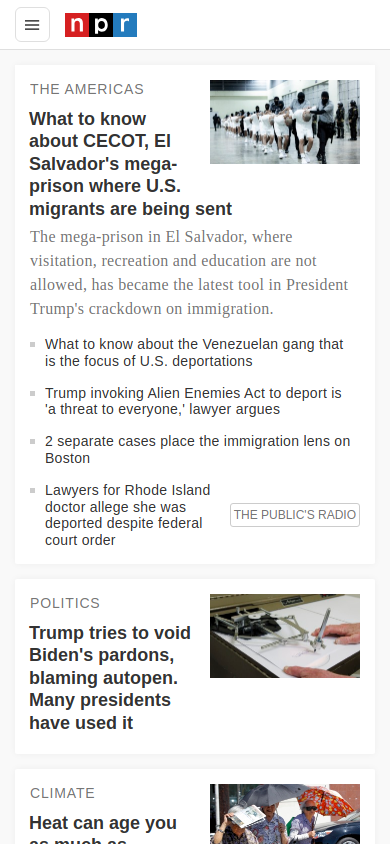 npr
THE AMERICAS
What to know
about CECOT, El
Salvador's mega-
prison where U.S.
migrants are being sent
The mega-prison in El Salvador, where
visitation, recreation and education are not
allowed, has became the latest tool in President
Trump's crackdown on immigration.
What to know about the Venezuelan gang that
is the focus of U.S. deportations
Trump invoking Alien Enemies Act to deport is
'a threat to everyone,' lawyer argues
2 separate cases place the immigration lens on
Boston
Lawyers for Rhode Island
doctor allege she was
deported despite federal
court order
THE PUBLIC'S RADIO
POLITICS
Trump tries to void
Biden's pardons,
blaming autopen.
Many presidents
have used it
CLIMATE
Heat can age you
as much as